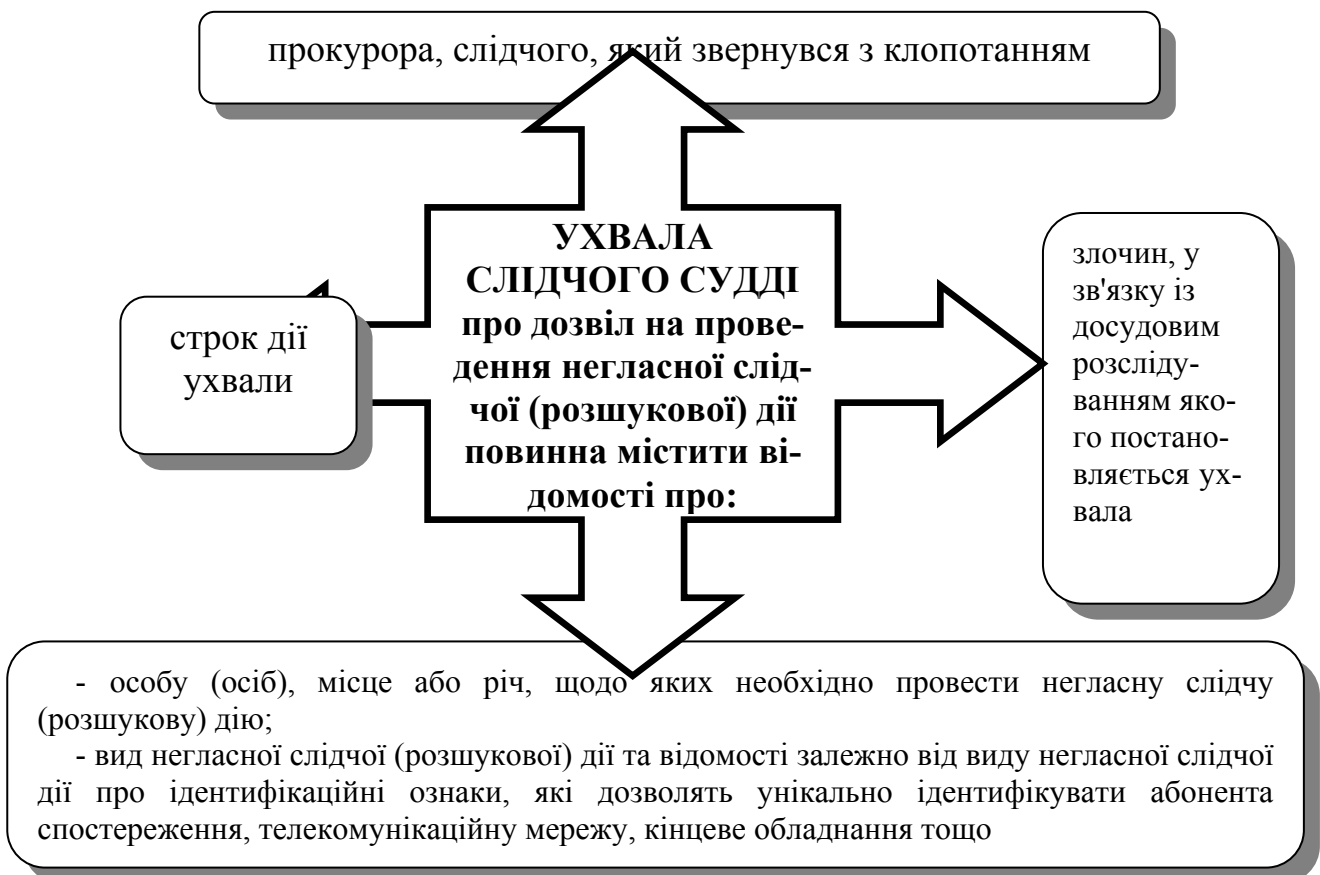 прокурора, слідчого, який звернувся з клопотанням
УХВАЛА
СЛІДЧОГО СУДДІ
про дозвіл на прове-
дення негласної слід-
чої (розшукової) дії
повинна містити ві-
домості про:
строк дії
ухвали
злочин, у
зв'язку із
досудовим
розсліду-
ванням яко-
го постано-
вляється ух-
вала
- особу (осіб), місце або річ, щодо яких необхідно провести негласну слідчу
(розшукову) дію;
- вид негласної слідчої (розшукової) дії та відомості залежно від виду негласної слідчої
дії про ідентифікаційні ознаки, які дозволять унікально ідентифікувати абонента
спостереження, телекомунікаційну мережу, кінцеве обладнання тощо